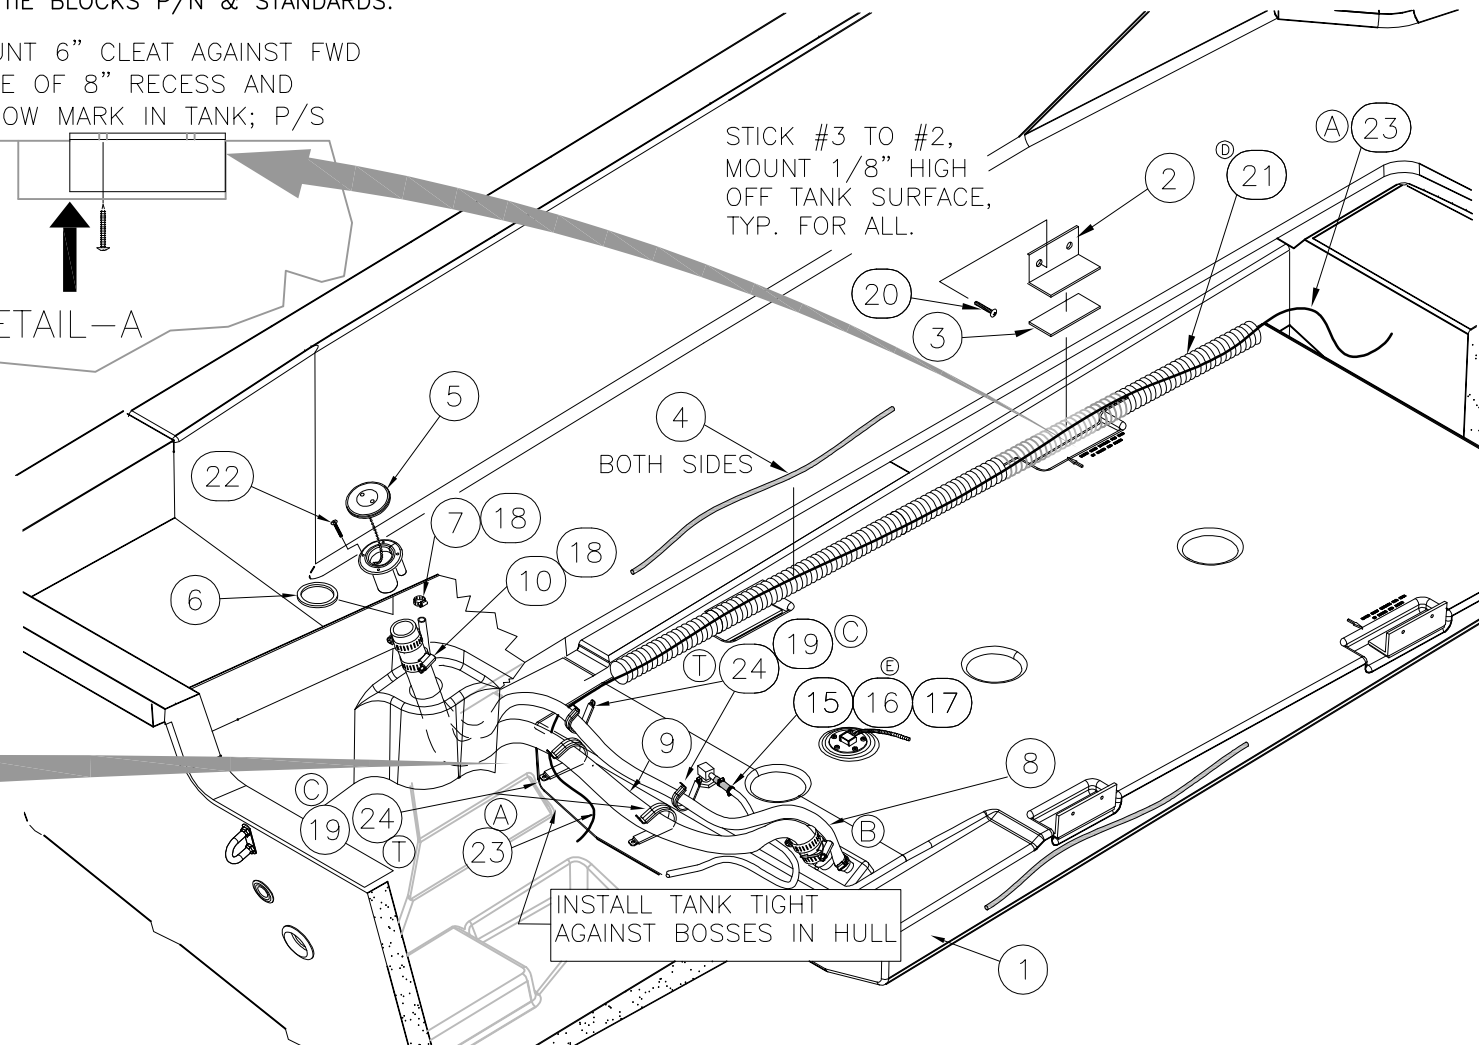 TIE BLOCKS P/N & STANDARDS.
UNT 6” CLEAT AGAINST FWD
E OF 8” RECESS AND
OW MARK IN TANK; P/S
ETAIL-A
STICK #3 TO #2,
MOUNT 1/8” HIGH
OFF TANK SURFACE,
TYP. FOR ALL.
A 23
D
21
2
20
3
5
4
BOTH SIDES
22
7 18
10 18
6
19 C
T 24
E
15 16 17
9
8
C
19 24
T
A
23
B
INSTALL TANK TIGHT
AGAINST BOSSES IN HULL
1